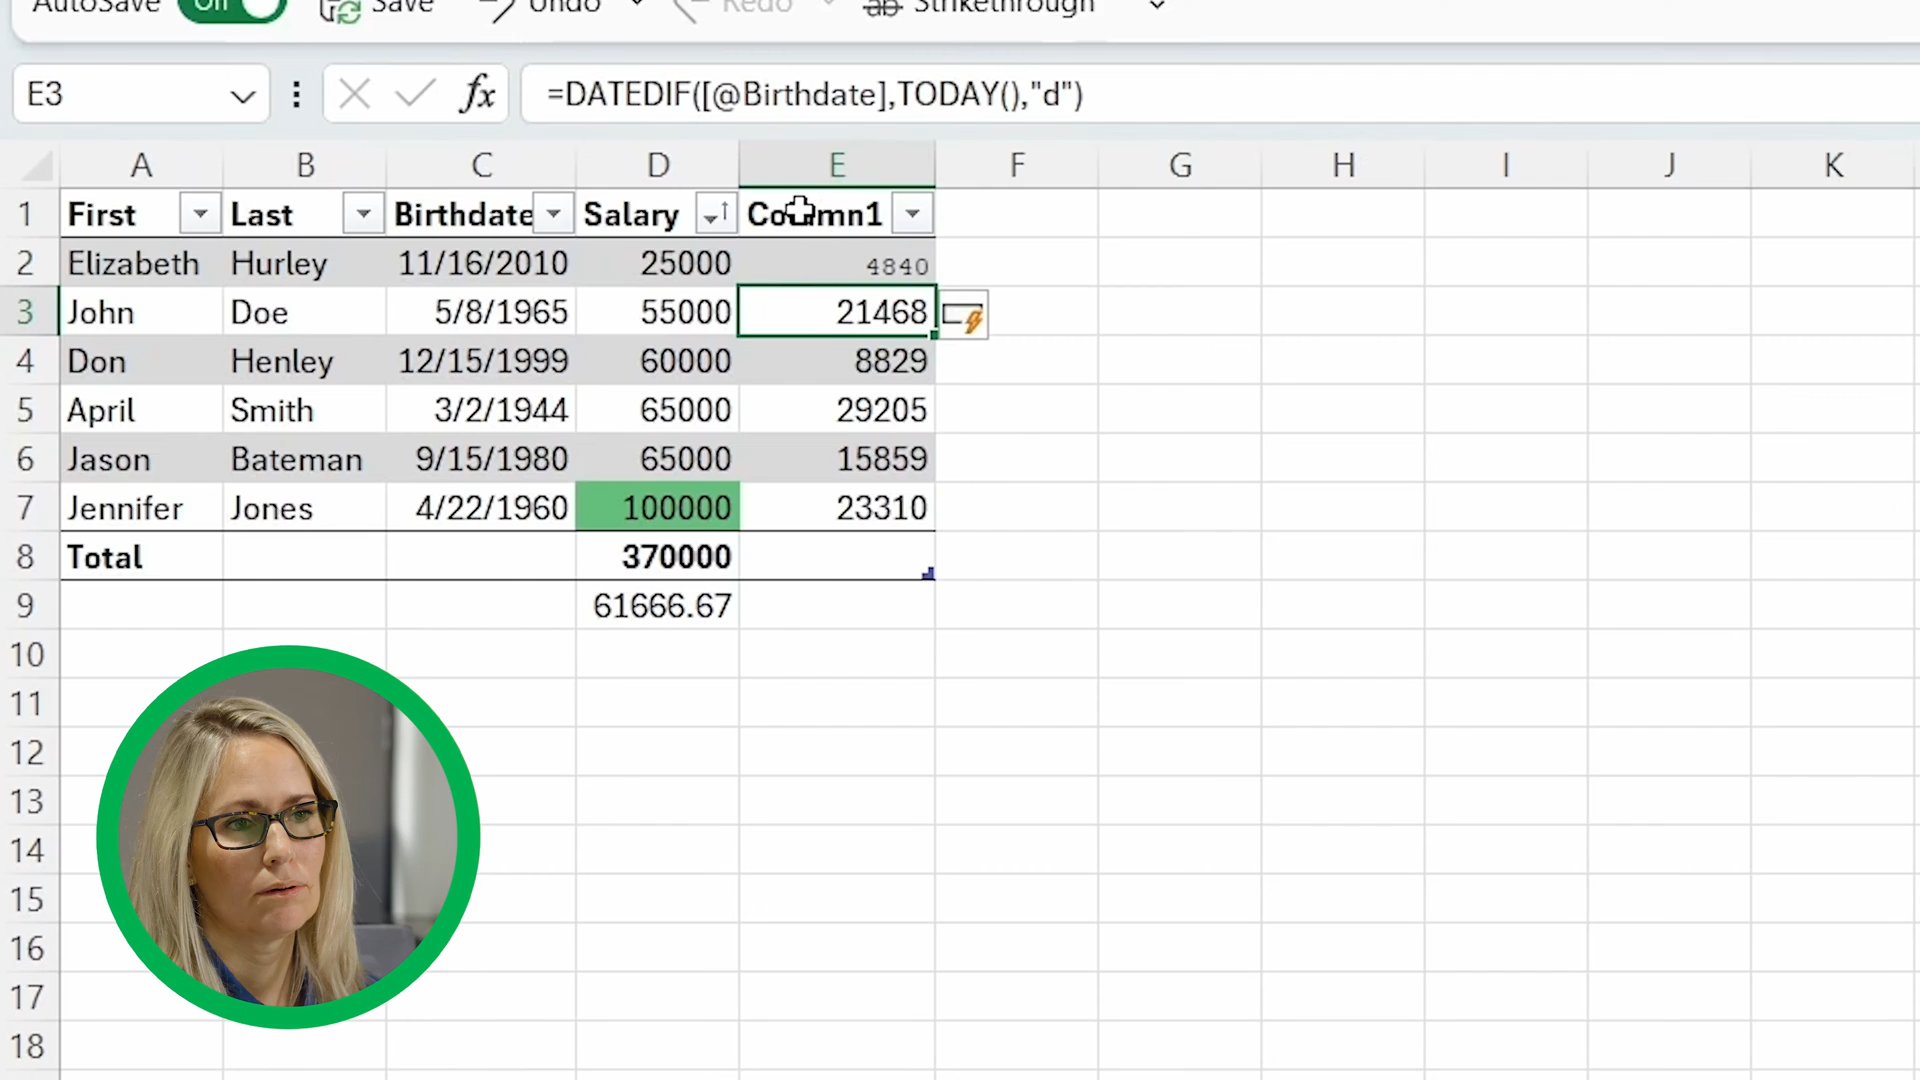 AutoSave On Save Undo Redo Strikethrough
E3 fx =DATEDIF([@Birthdate],TODAY(),"d")
A B C D E F G H I J K
1 First Last Birthdate Salary Column1
2 Elizabeth Hurley 11/16/2010 25000 4840
3 John Doe 5/8/1965 55000 21468
4 Don Henley 12/15/1999 60000 8829
5 April Smith 3/2/1944 65000 29205
6 Jason Bateman 9/15/1980 65000 15859
7 Jennifer Jones 4/22/1960 100000 23310
8 Total 370000
9 61666.67
10
11
12
13
14
15
16
17
18